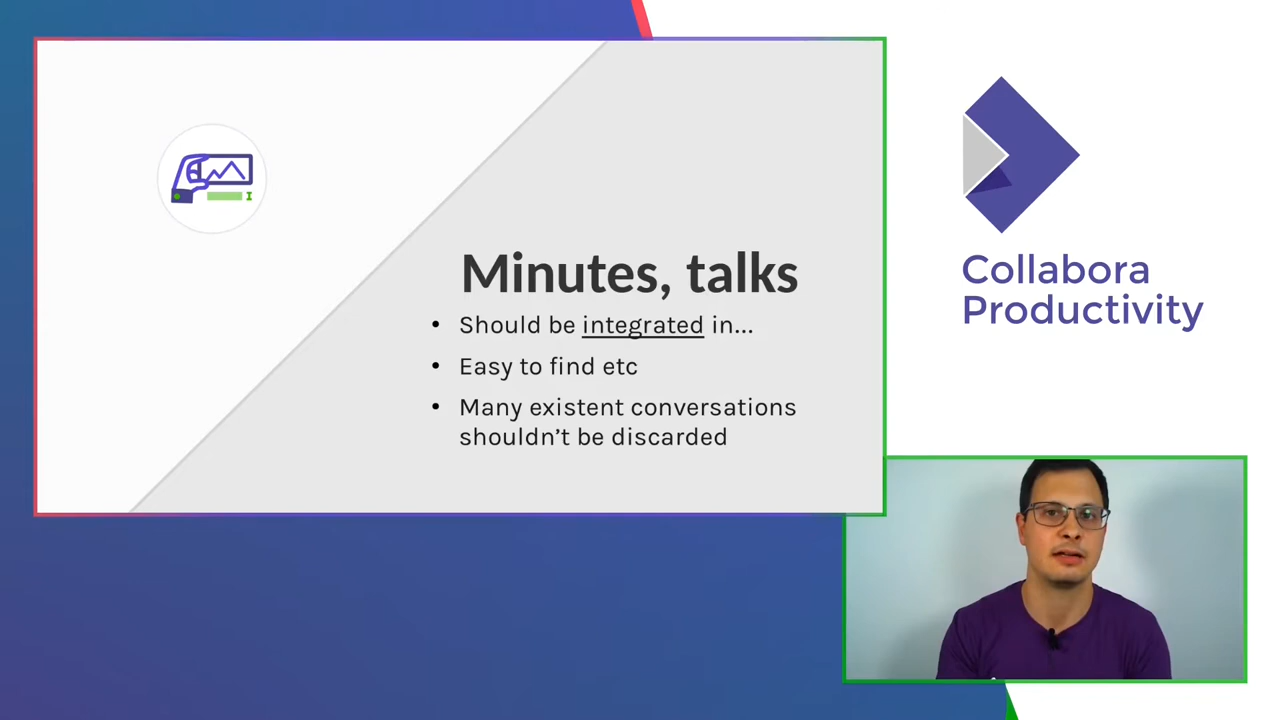 Minutes, talks
• Should be integrated in...
• Easy to find etc
• Many existent conversations
shouldn’t be discarded
Collabora
Productivity